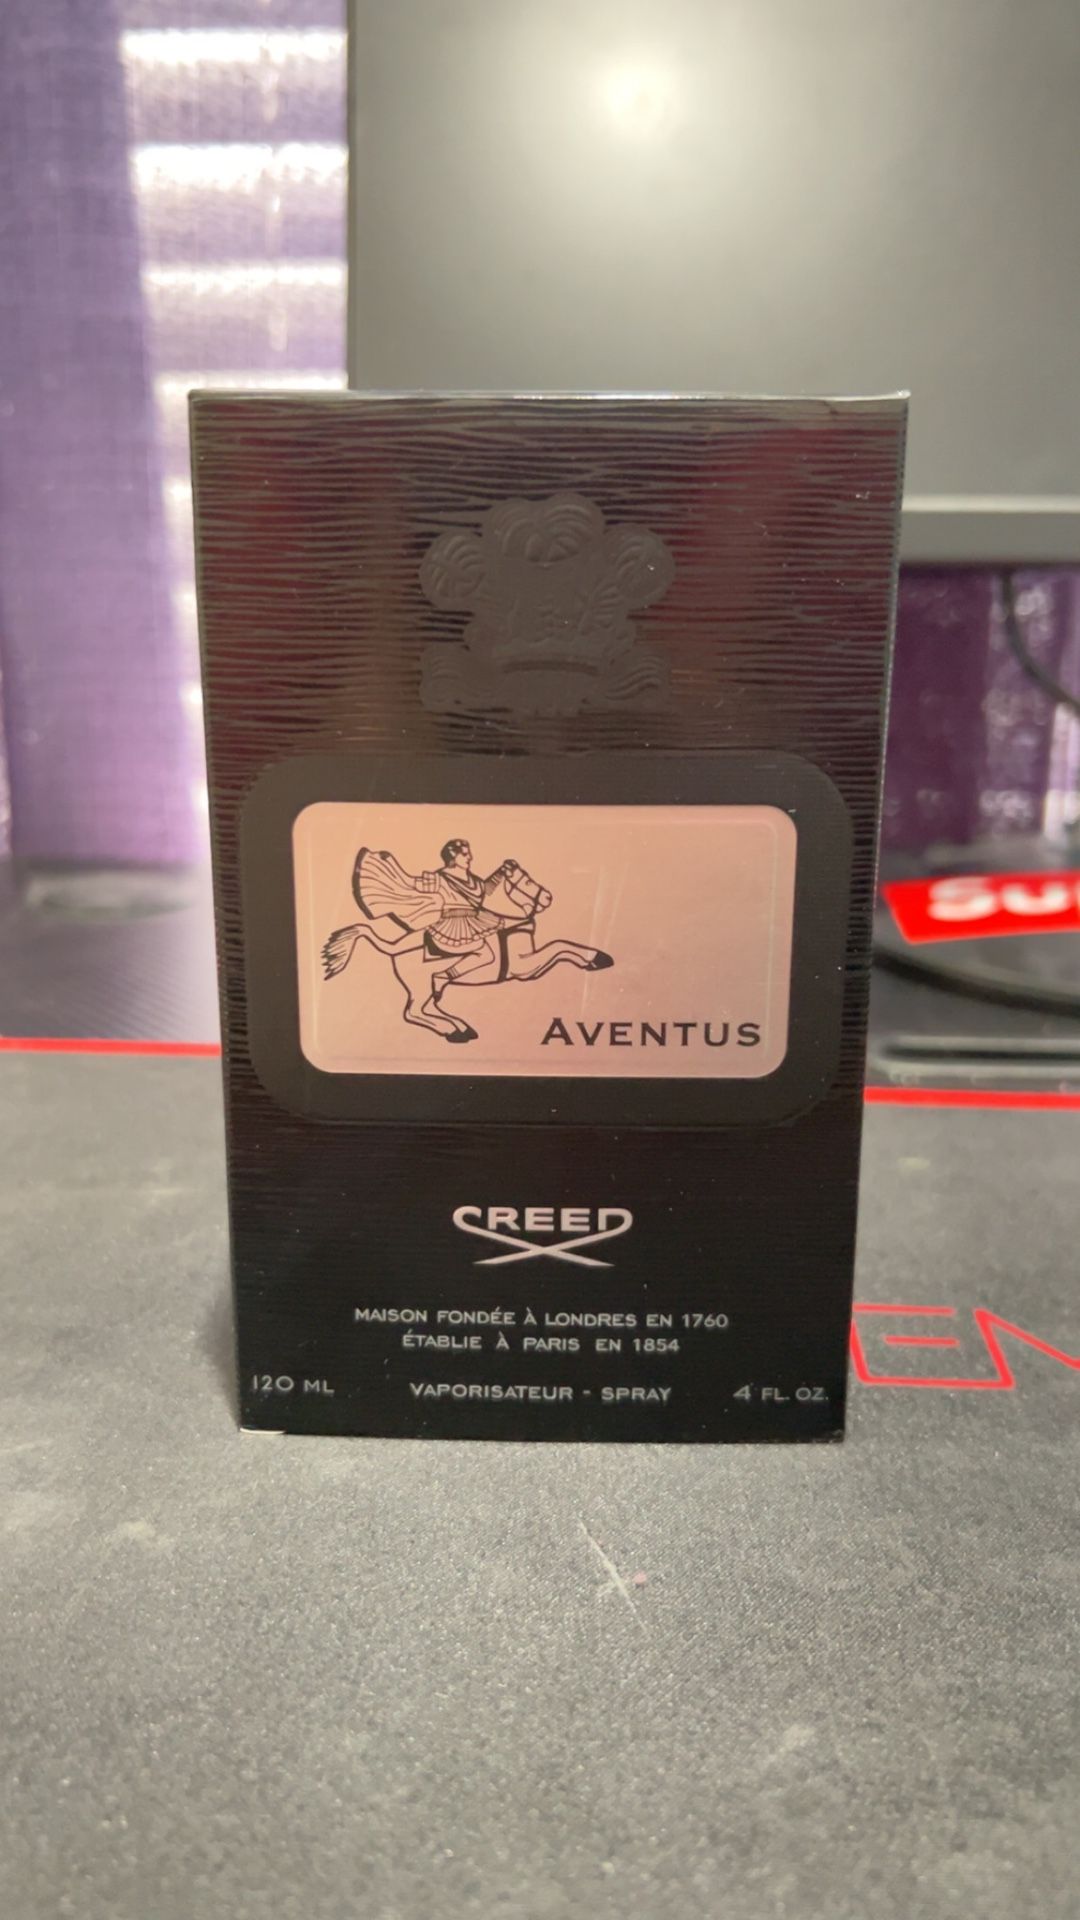 AVENTUS
CREED
MAISON FONDÉE À LONDRES EN 1760
ÉTABLIE À PARIS EN 1854
120 ML VAPORISATEUR - SPRAY 4 FL. OZ.